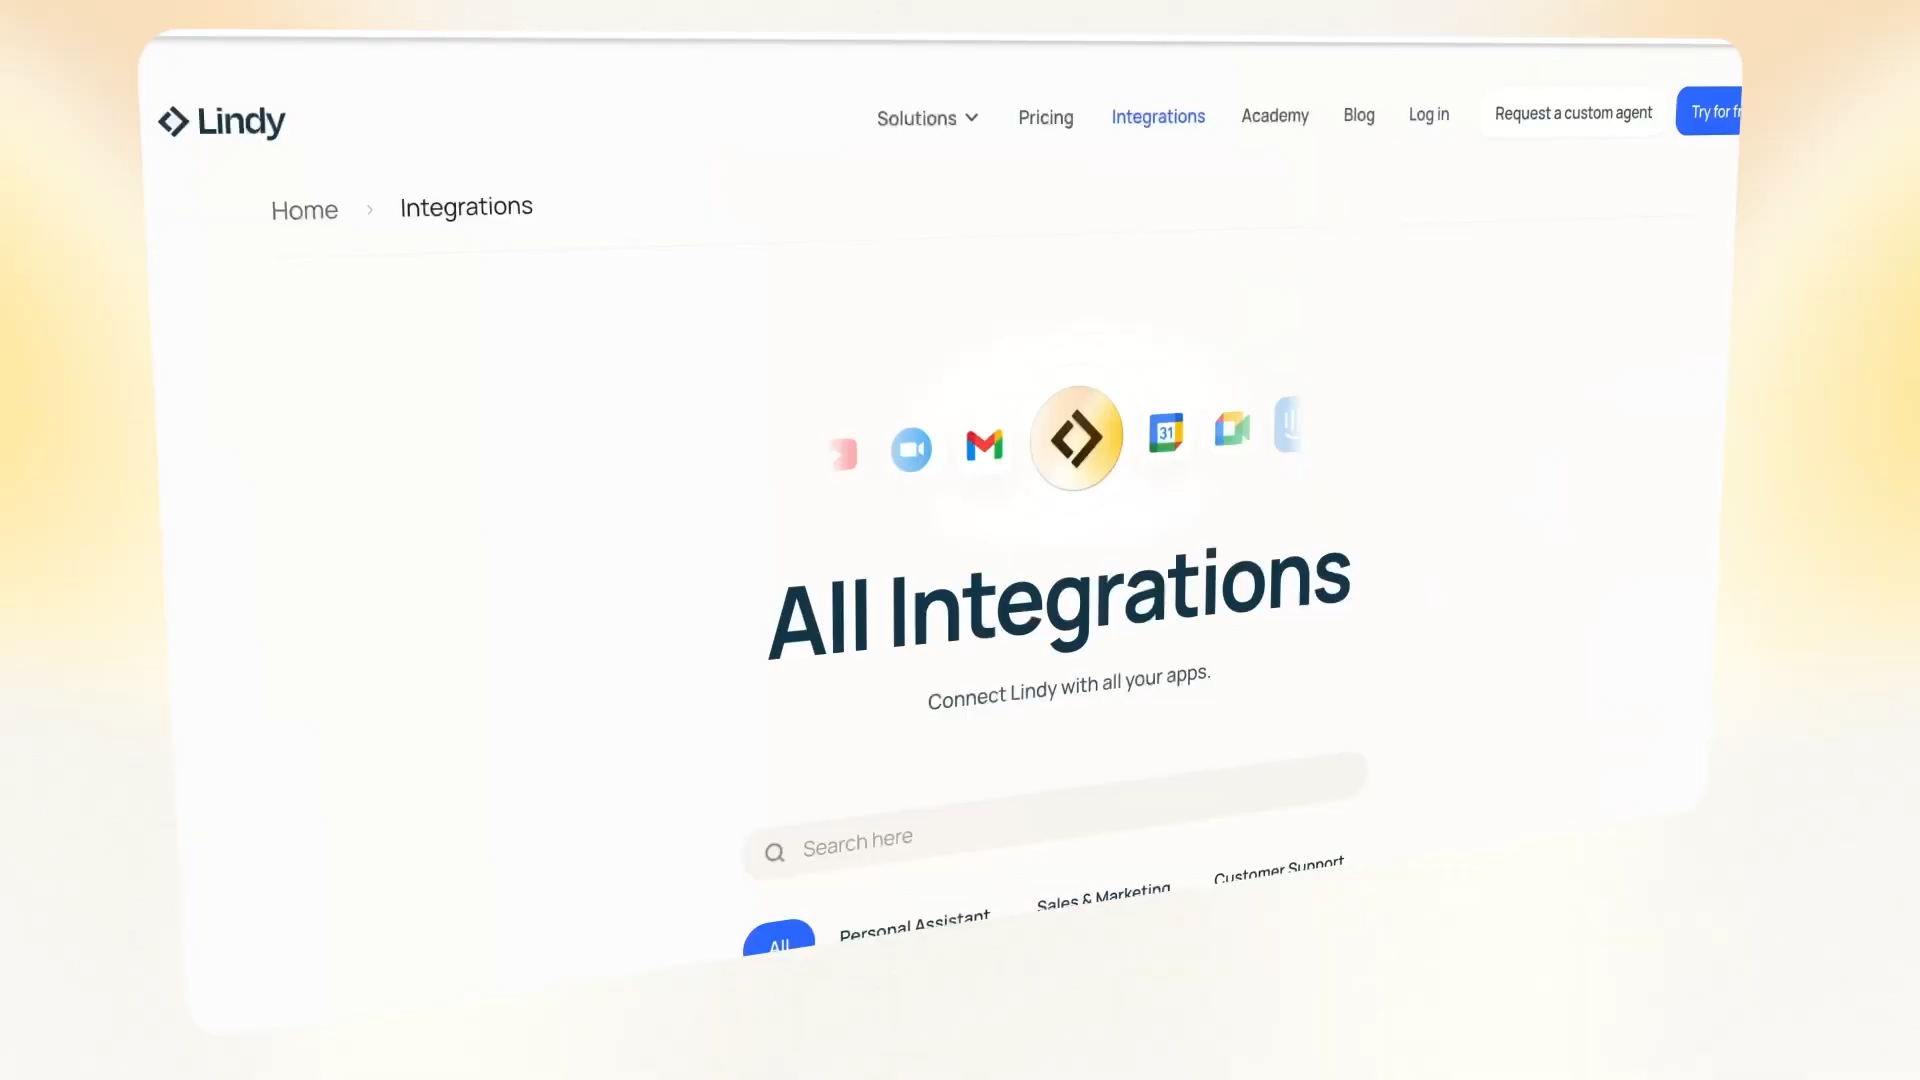 Lindy
Solutions
Pricing
Integrations
Academy
Blog
Log in
Request a custom agent
Try for
Home > Integrations
31
All Integrations
Connect Lindy with all your apps.
Search here
All
Personal Assistant
Sales & Marketing
Customer Support